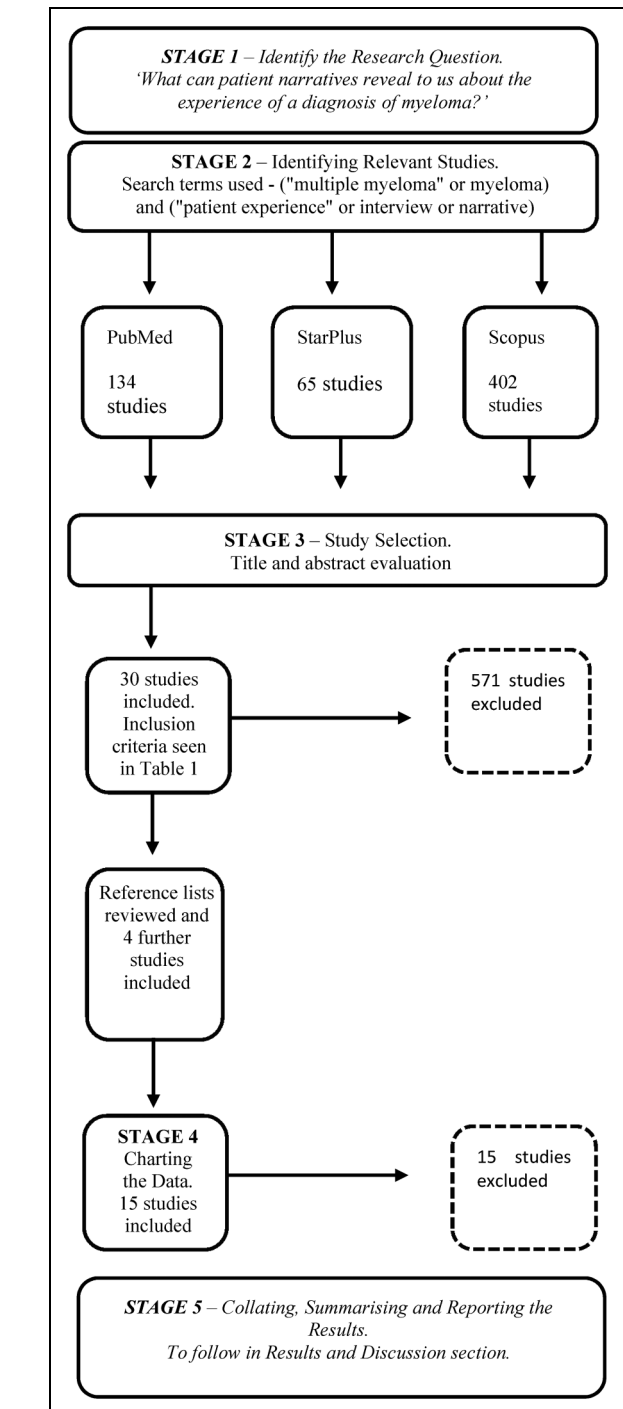 STAGE 1 – Identify the Research Question.
‘What can patient narratives reveal to us about the
experience of a diagnosis of myeloma?’
STAGE 2 – Identifying Relevant Studies.
Search terms used - ("multiple myeloma" or myeloma)
and ("patient experience" or interview or narrative)
PubMed
134
studies
StarPlus
65 studies
Scopus
402
studies
STAGE 3 – Study Selection.
Title and abstract evaluation
30 studies
included.
Inclusion
criteria seen
in Table 1
571 studies
excluded
Reference lists
reviewed and
4 further
studies
included
STAGE 4
Charting
the Data.
15 studies
included
15 studies
excluded
STAGE 5 – Collating, Summarising and Reporting the
Results.
To follow in Results and Discussion section.